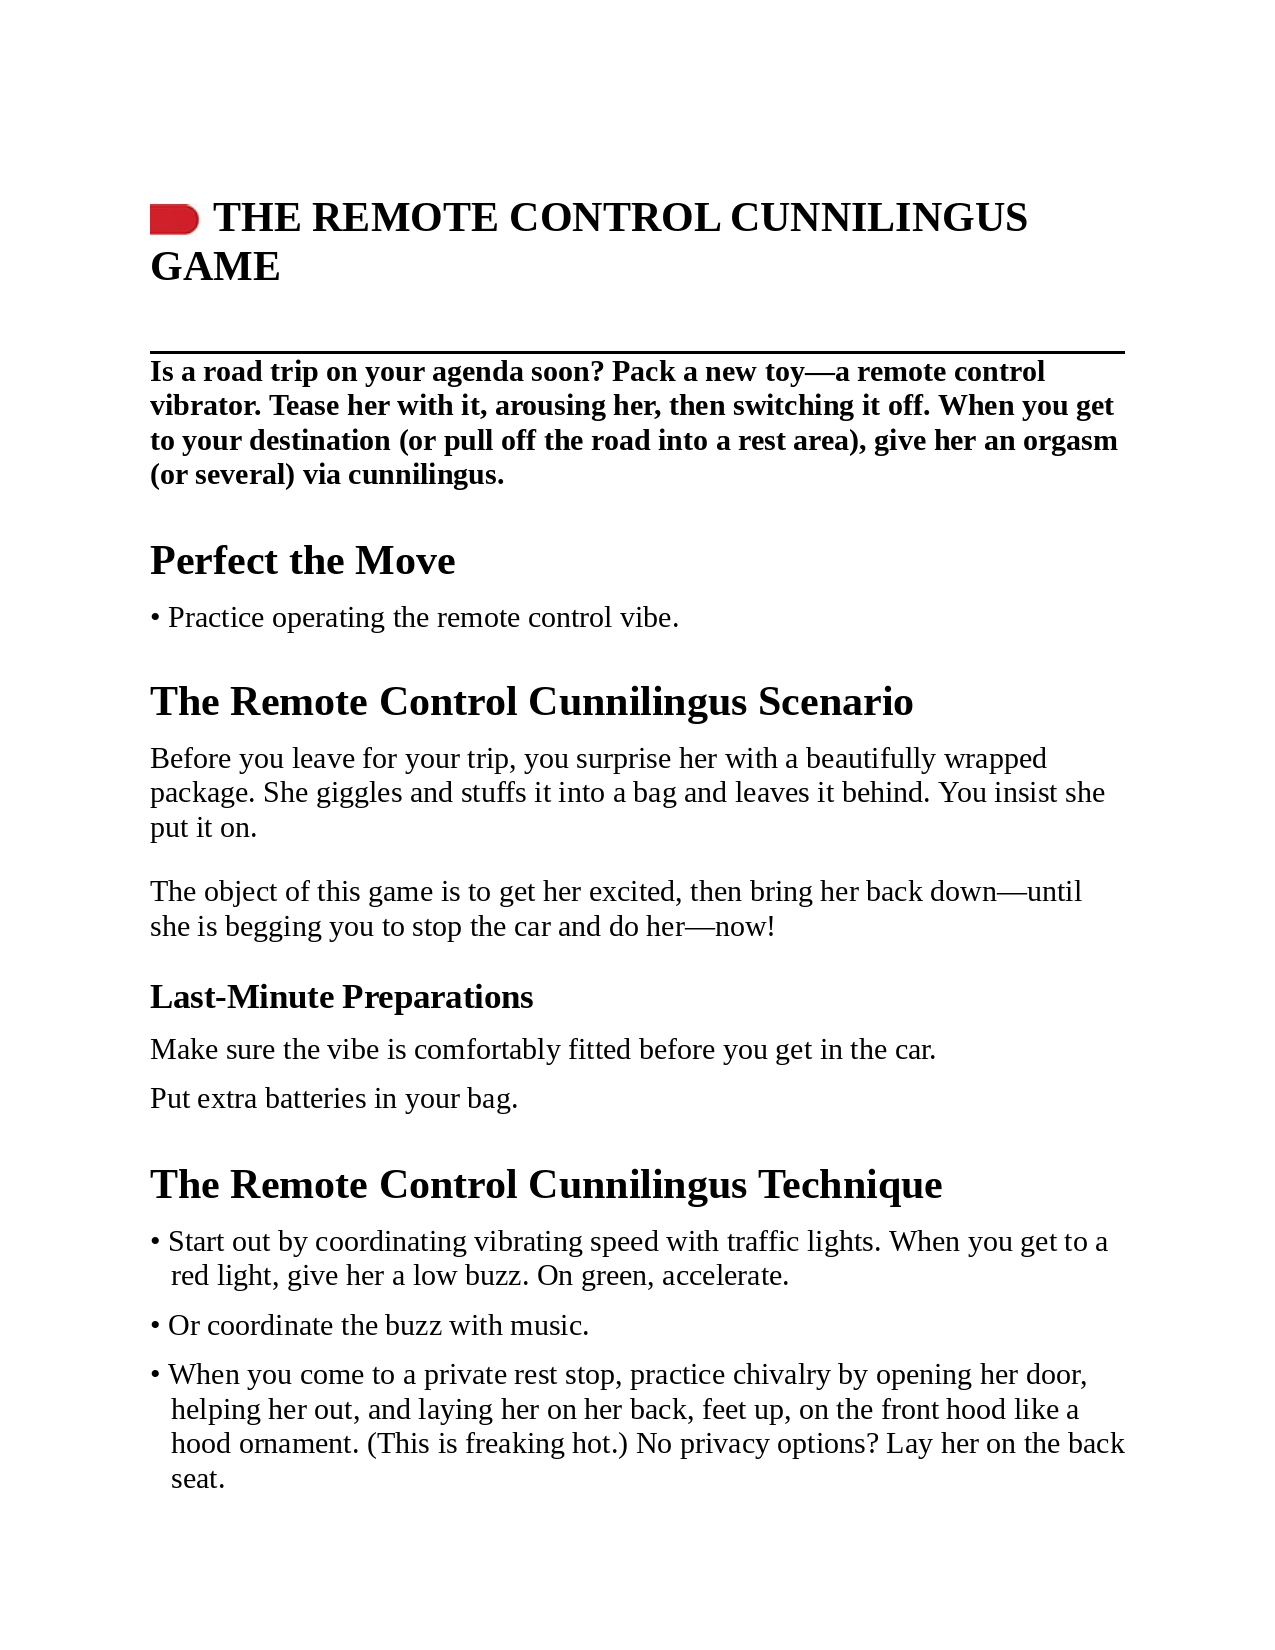 THE REMOTE CONTROL CUNNILINGUS
GAME
Is a road trip on your agenda soon? Pack a new toy—a remote control
vibrator. Tease her with it, arousing her, then switching it off. When you get
to your destination (or pull off the road into a rest area), give her an orgasm
(or several) via cunnilingus.
Perfect the Move
• Practice operating the remote control vibe.
The Remote Control Cunnilingus Scenario
Before you leave for your trip, you surprise her with a beautifully wrapped
package. She giggles and stuffs it into a bag and leaves it behind. You insist she
put it on.
The object of this game is to get her excited, then bring her back down—until
she is begging you to stop the car and do her—now!
Last-Minute Preparations
Make sure the vibe is comfortably fitted before you get in the car.
Put extra batteries in your bag.
The Remote Control Cunnilingus Technique
• Start out by coordinating vibrating speed with traffic lights. When you get to a
red light, give her a low buzz. On green, accelerate.
• Or coordinate the buzz with music.
• When you come to a private rest stop, practice chivalry by opening her door,
helping her out, and laying her on her back, feet up, on the front hood like a
hood ornament. (This is freaking hot.) No privacy options? Lay her on the back
seat.